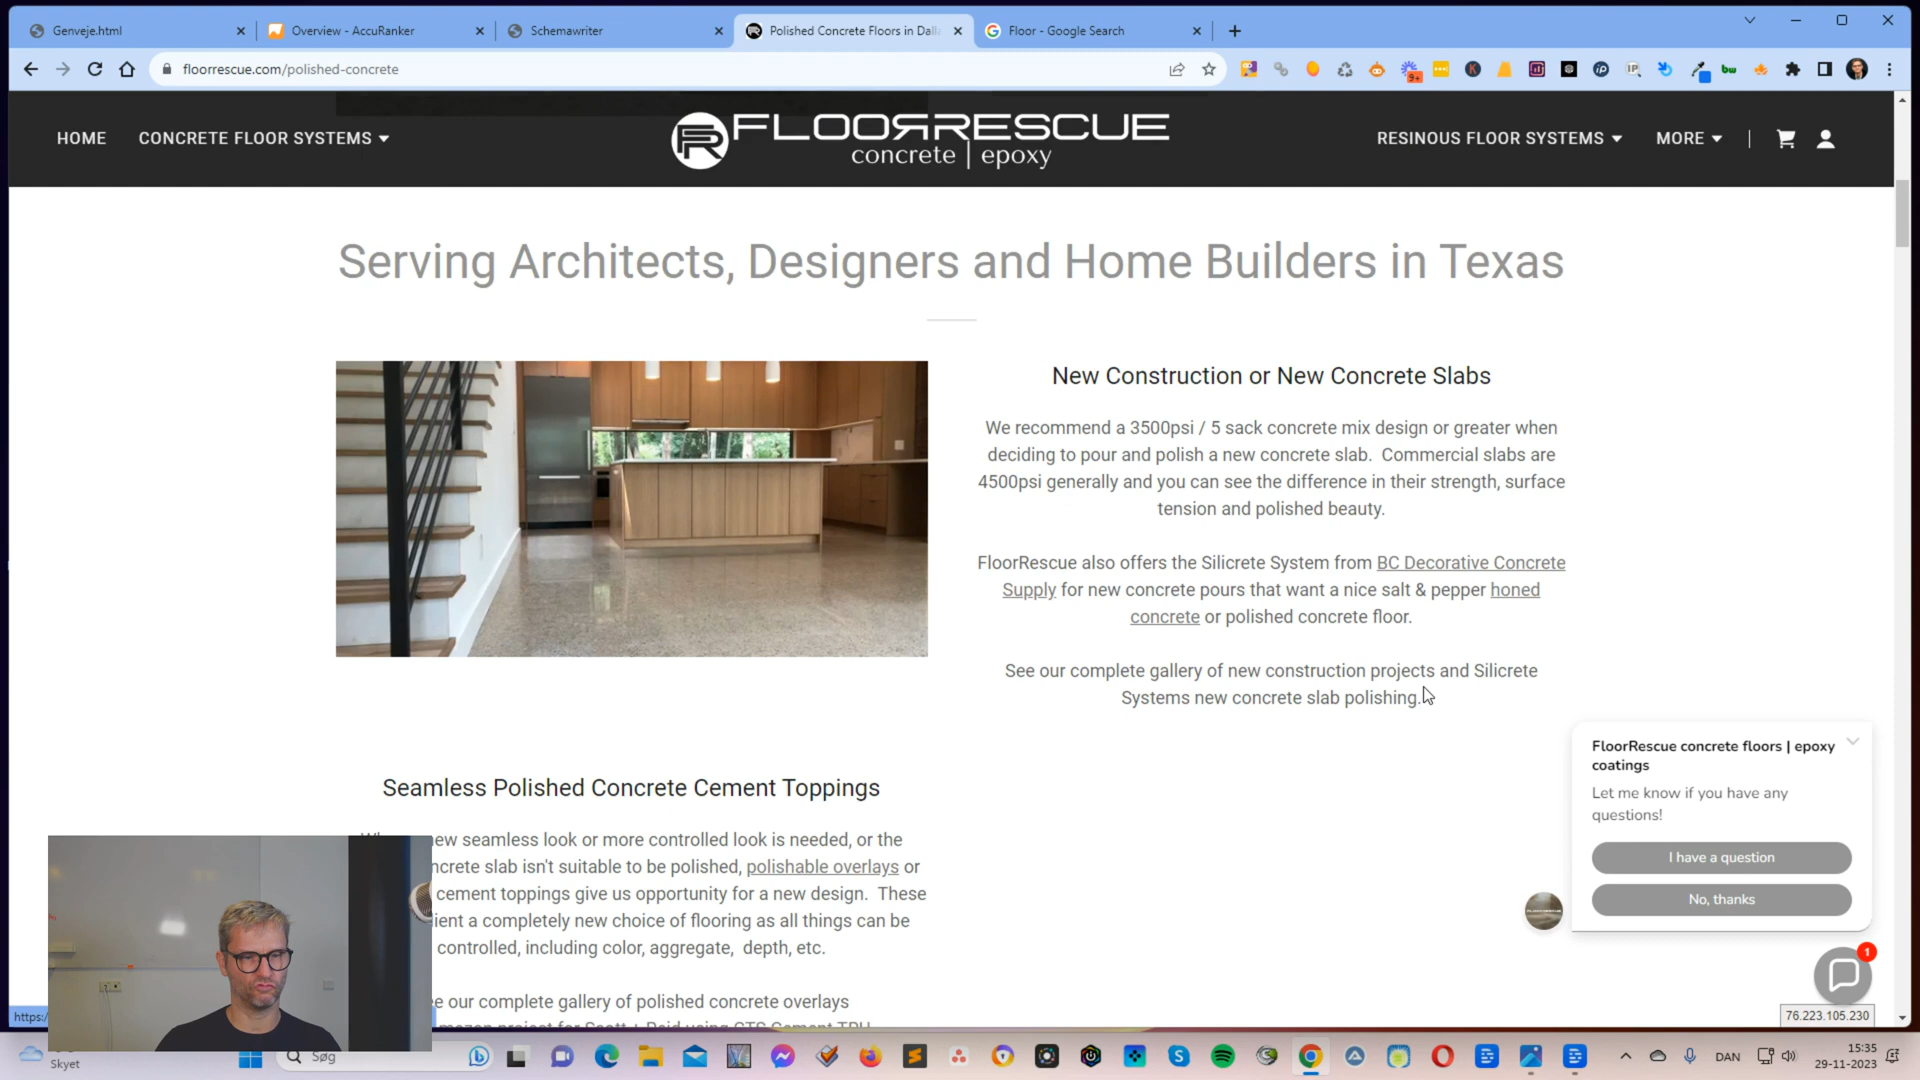 Genveje.html
Overview - AccuRanker
Schemawriter
Polished Concrete Floors in Dall
Floor - Google Search
floorrescue.com/polished-concrete
HOME
CONCRETE FLOOR SYSTEMS
FLOORRESCUE
concrete | epoxy
RESINOUS FLOOR SYSTEMS
MORE
Serving Architects, Designers and Home Builders in Texas
New Construction or New Concrete Slabs
We recommend a 3500psi / 5 sack concrete mix design or greater when
deciding to pour and polish a new concrete slab. Commercial slabs are
4500psi generally and you can see the difference in their strength, surface
tension and polished beauty.
FloorRescue also offers the Silicrete System from BC Decorative Concrete
Supply for new concrete pours that want a nice salt & pepper honed
concrete or polished concrete floor.
See our complete gallery of new construction projects and Silicrete
Systems new concrete slab polishing.
Seamless Polished Concrete Cement Toppings
ew seamless look or more controlled look is needed, or the
ncrete slab isn't suitable to be polished, polishable overlays or
cement toppings give us opportunity for a new design. These
ient a completely new choice of flooring as all things can be
controlled, including color, aggregate, depth, etc.
e our complete gallery of polished concrete overlays
FloorRescue concrete floors | epoxy
coatings
Let me know if you have any
questions!
I have a question
No, thanks
1
76.223.105.230
https:/
Skyet
Søg
DAN
15:35
29-11-2023